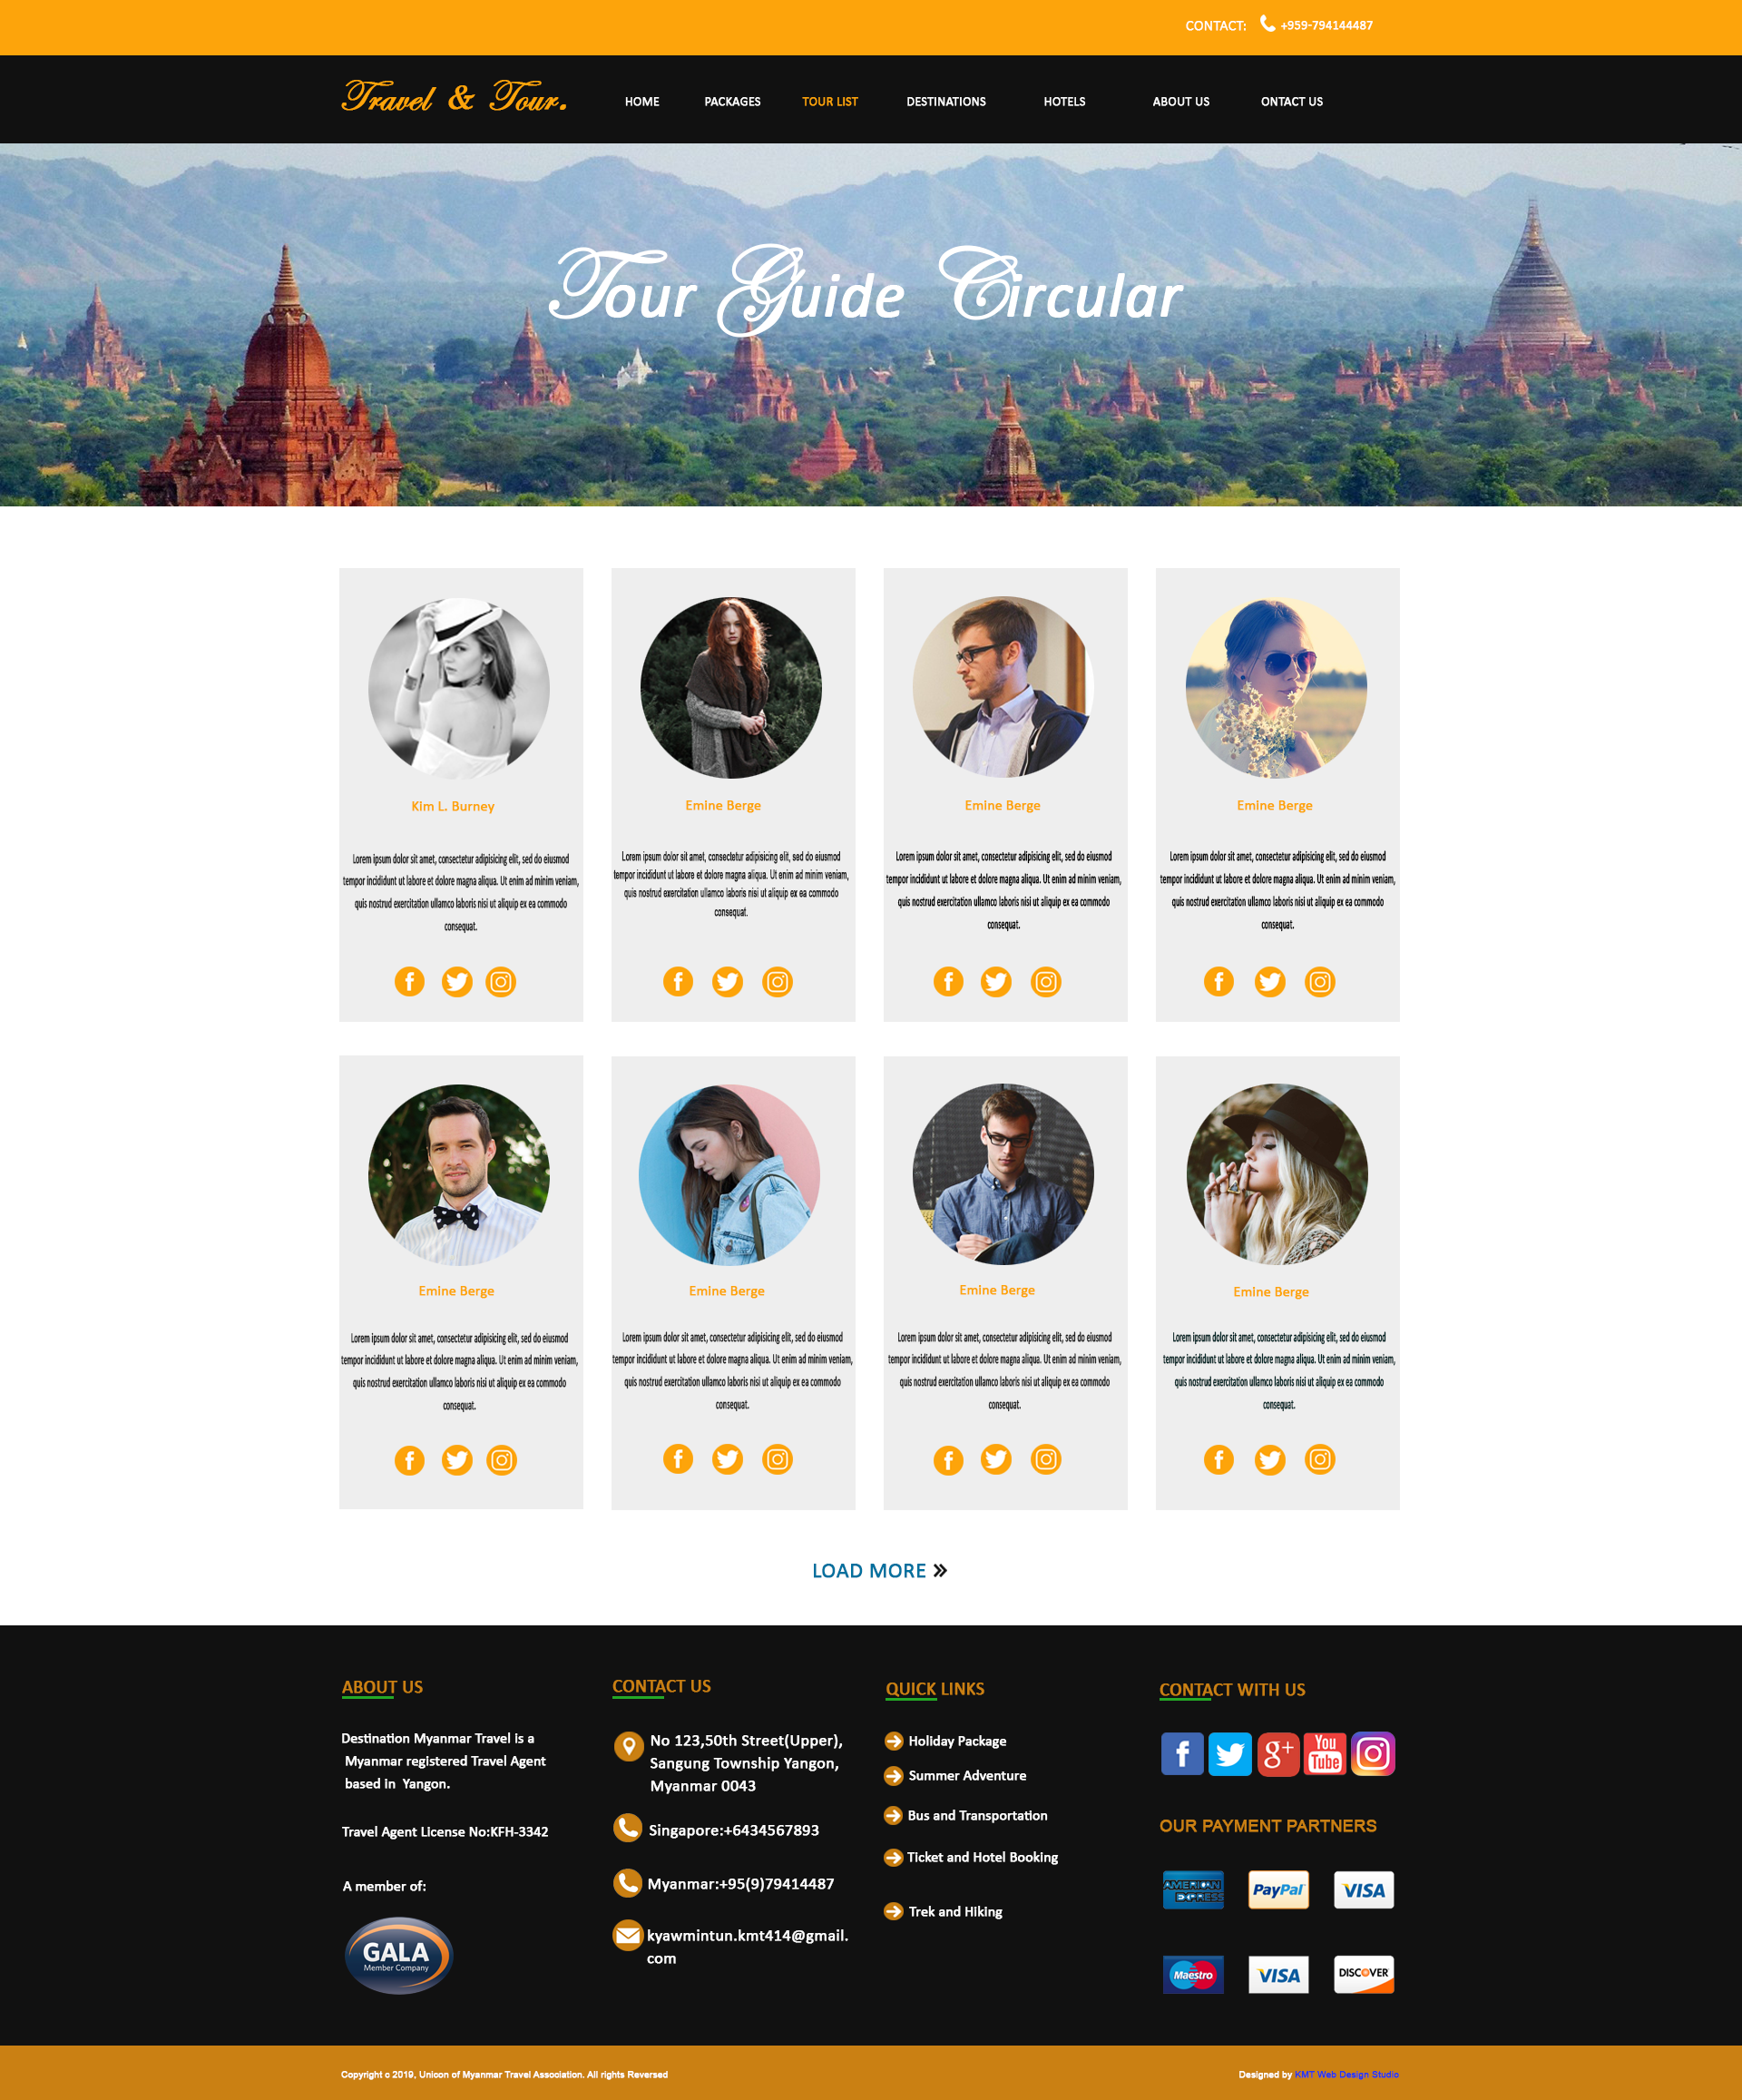 CONTACT: +959-794144487
Travel & Tour.
HOME PACKAGES TOUR LIST DESTINATIONS HOTELS ABOUT US ONTACT US
Tour Guide Circular
Kim L. Burney
Lorem ipsum dolor sit amet, consectetur adipisicing elit, sed do eiusmod
tempor incididunt ut labore et dolore magna aliqua. Ut enim ad minim veniam,
quis nostrud exercitation ullamco laboris nisi ut aliquip ex ea commodo
consequat.
Emine Berge
Lorem ipsum dolor sit amet, consectetur adipisicing elit, sed do eiusmod
tempor incididunt ut labore et dolore magna aliqua. Ut enim ad minim veniam,
quis nostrud exercitation ullamco laboris nisi ut aliquip ex ea commodo
consequat.
Emine Berge
Lorem ipsum dolor sit amet, consectetur adipisicing elit, sed do eiusmod
tempor incididunt ut labore et dolore magna aliqua. Ut enim ad minim veniam,
quis nostrud exercitation ullamco laboris nisi ut aliquip ex ea commodo
consequat.
Emine Berge
Lorem ipsum dolor sit amet, consectetur adipisicing elit, sed do eiusmod
tempor incididunt ut labore et dolore magna aliqua. Ut enim ad minim veniam,
quis nostrud exercitation ullamco laboris nisi ut aliquip ex ea commodo
consequat.
Emine Berge
Lorem ipsum dolor sit amet, consectetur adipisicing elit, sed do eiusmod
tempor incididunt ut labore et dolore magna aliqua. Ut enim ad minim veniam,
quis nostrud exercitation ullamco laboris nisi ut aliquip ex ea commodo
consequat.
Emine Berge
Lorem ipsum dolor sit amet, consectetur adipisicing elit, sed do eiusmod
tempor incididunt ut labore et dolore magna aliqua. Ut enim ad minim veniam,
quis nostrud exercitation ullamco laboris nisi ut aliquip ex ea commodo
consequat.
Emine Berge
Lorem ipsum dolor sit amet, consectetur adipisicing elit, sed do eiusmod
tempor incididunt ut labore et dolore magna aliqua. Ut enim ad minim veniam,
quis nostrud exercitation ullamco laboris nisi ut aliquip ex ea commodo
consequat.
Emine Berge
Lorem ipsum dolor sit amet, consectetur adipisicing elit, sed do eiusmod
tempor incididunt ut labore et dolore magna aliqua. Ut enim ad minim veniam,
quis nostrud exercitation ullamco laboris nisi ut aliquip ex ea commodo
consequat.
LOAD MORE »
ABOUT US
Destination Myanmar Travel is a
Myanmar registered Travel Agent
based in Yangon.
Travel Agent License No:KFH-3342
A member of:
GALA
Member Company
CONTACT US
No 123,50th Street(Upper),
Sangung Township Yangon,
Myanmar 0043
Singapore:+6434567893
Myanmar:+95(9)79414487
kyawmintun.kmt414@gmail.
com
QUICK LINKS
Holiday Package
Summer Adventure
Bus and Transportation
Ticket and Hotel Booking
Trek and Hiking
CONTACT WITH US
You
Tube
OUR PAYMENT PARTNERS
AMERICAN
EXPRESS
PayPal
VISA
Maestro
VISA
DISCOVER
Copyright c 2019, Unicon of Myanmar Travel Association. All rights Reversed
Designed by KMT Web Design Studio